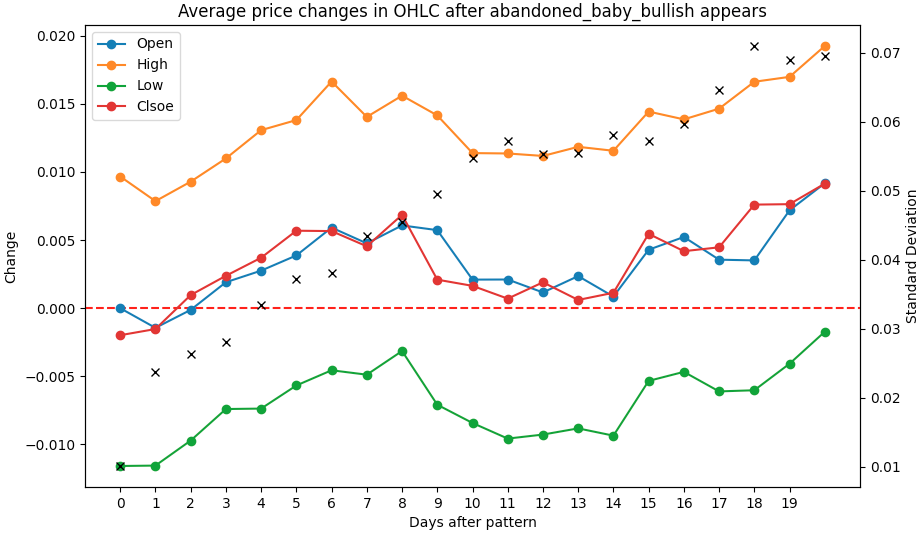 Average price changes in OHLC after abandoned_baby_bullish appears
Open
High
Low
Clsoe
0.020
0.015
0.010
0.005
0.000
−0.005
−0.010
Change
0.07
0.06
0.05
0.04
0.03
0.02
0.01
Standard Deviation
0 1 2 3 4 5 6 7 8 9 10 11 12 13 14 15 16 17 18 19
Days after pattern